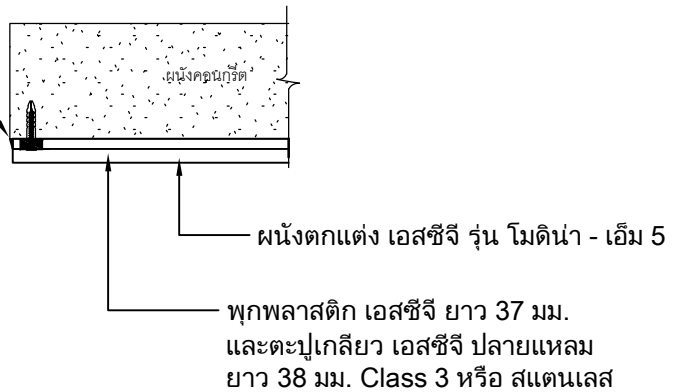 ผนังคอนกรีต
ผนังตกแต่ง เอสซีจี รุ่น โมดิน่า - เอ็ม 5
พุกพลาสติก เอสซีจี ยาว 37 มม.
และตะปูเกลียว เอสซีจี ปลายแหลม
ยาว 38 มม. Class 3 หรือ สแตนเลส